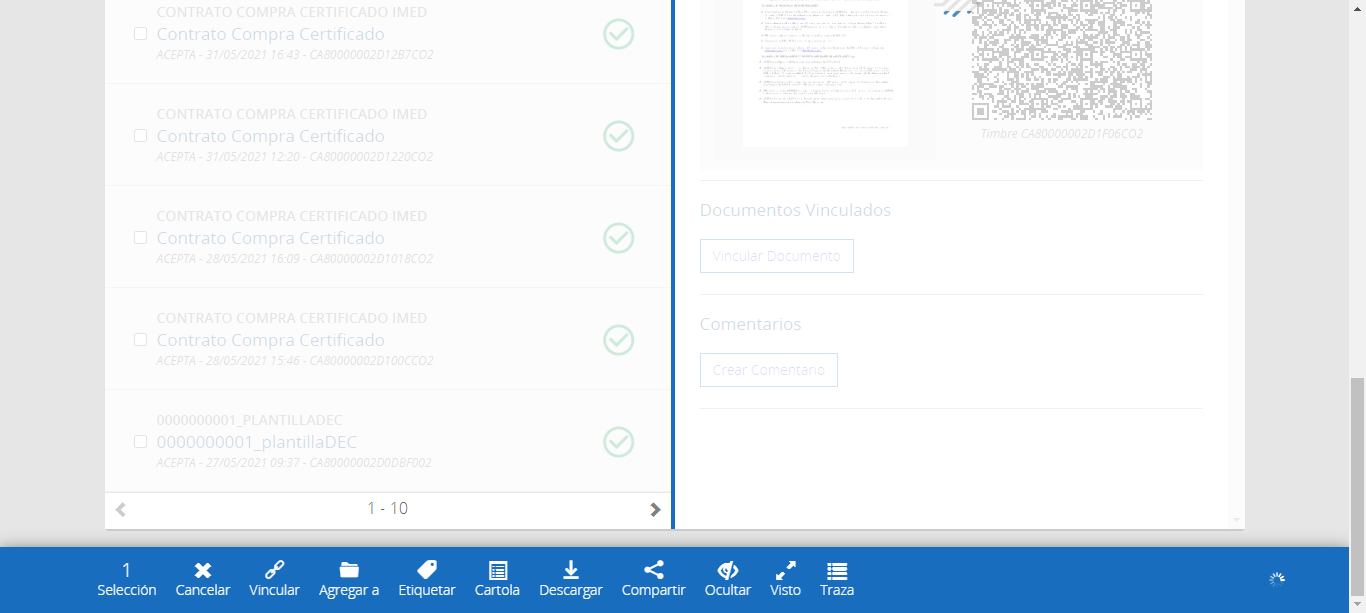 CONTRATO COMPRA CERTIFICADO IMED
Contrato Compra Certificado
ACEPTA - 31/05/2021 16:43 - CA80000002D12B7CO2
CONTRATO COMPRA CERTIFICADO IMED
Contrato Compra Certificado
ACEPTA - 31/05/2021 12:20 - CA80000002D1220CO2
CONTRATO COMPRA CERTIFICADO IMED
Contrato Compra Certificado
ACEPTA - 28/05/2021 16:09 - CA80000002D1018CO2
CONTRATO COMPRA CERTIFICADO IMED
Contrato Compra Certificado
ACEPTA - 28/05/2021 15:46 - CA80000002D100CCO2
0000000001_PLANTILLADEC
0000000001_plantillaDEC
ACEPTA - 27/05/2021 09:37 - CA80000002D0DBF002
1 - 10
Timbre CA80000002D1F06CO2
Documentos Vinculados
Vincular Documento
Comentarios
Crear Comentario
1
Selección Cancelar Vincular Agregar a Etiquetar Cartola Descargar Compartir Ocultar Visto Traza